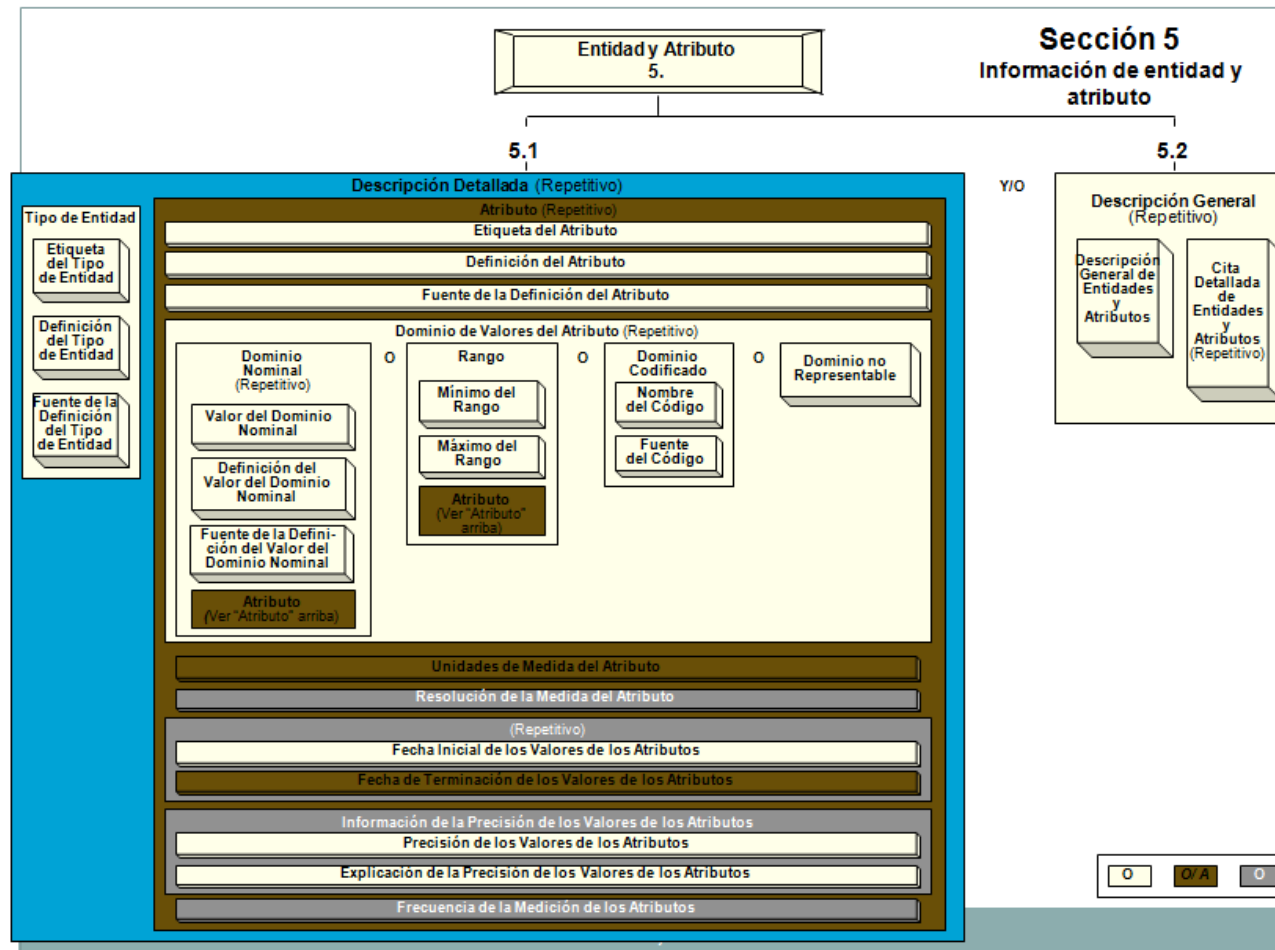 Entidad y Atributo
5.
Sección 5
Información de entidad y
atributo
5.1
5.2
Descripción Detallada (Repetitivo)
Y/O
Tipo de Entidad
Etiqueta
del Tipo
de Entidad
Definición
del Tipo
de Entidad
Fuente de la
Definición
del Tipo
de Entidad
Atributo (Repetitivo)
Etiqueta del Atributo
Definición del Atributo
Fuente de la Definición del Atributo
Dominio de Valores del Atributo (Repetitivo)
Dominio
Nominal
(Repetitivo)
Valor del Dominio
Nominal
Definición del
Valor del Dominio
Nominal
Fuente de la Defini-
ción del Valor del
Dominio Nominal
Atributo
(Ver "Atributo" arriba)
O
Rango
Mínimo del
Rango
Máximo del
Rango
Atributo
(Ver "Atributo"
arriba)
O
Dominio
Codificado
Nombre
del Código
Fuente
del Código
O
Dominio no
Representable
Unidades de Medida del Atributo
Resolución de la Medida del Atributo
(Repetitivo)
Fecha Inicial de los Valores de los Atributos
Fecha de Terminación de los Valores de los Atributos
Información de la Precisión de los Valores de los Atributos
Precisión de los Valores de los Atributos
Explicación de la Precisión de los Valores de los Atributos
Frecuencia de la Medición de los Atributos
Descripción General
(Repetitivo)
Descripción
General de
Entidades
y
Atributos
Cita
Detallada
de
Entidades
y
Atributos
(Repetitivo)
O
O/A
O